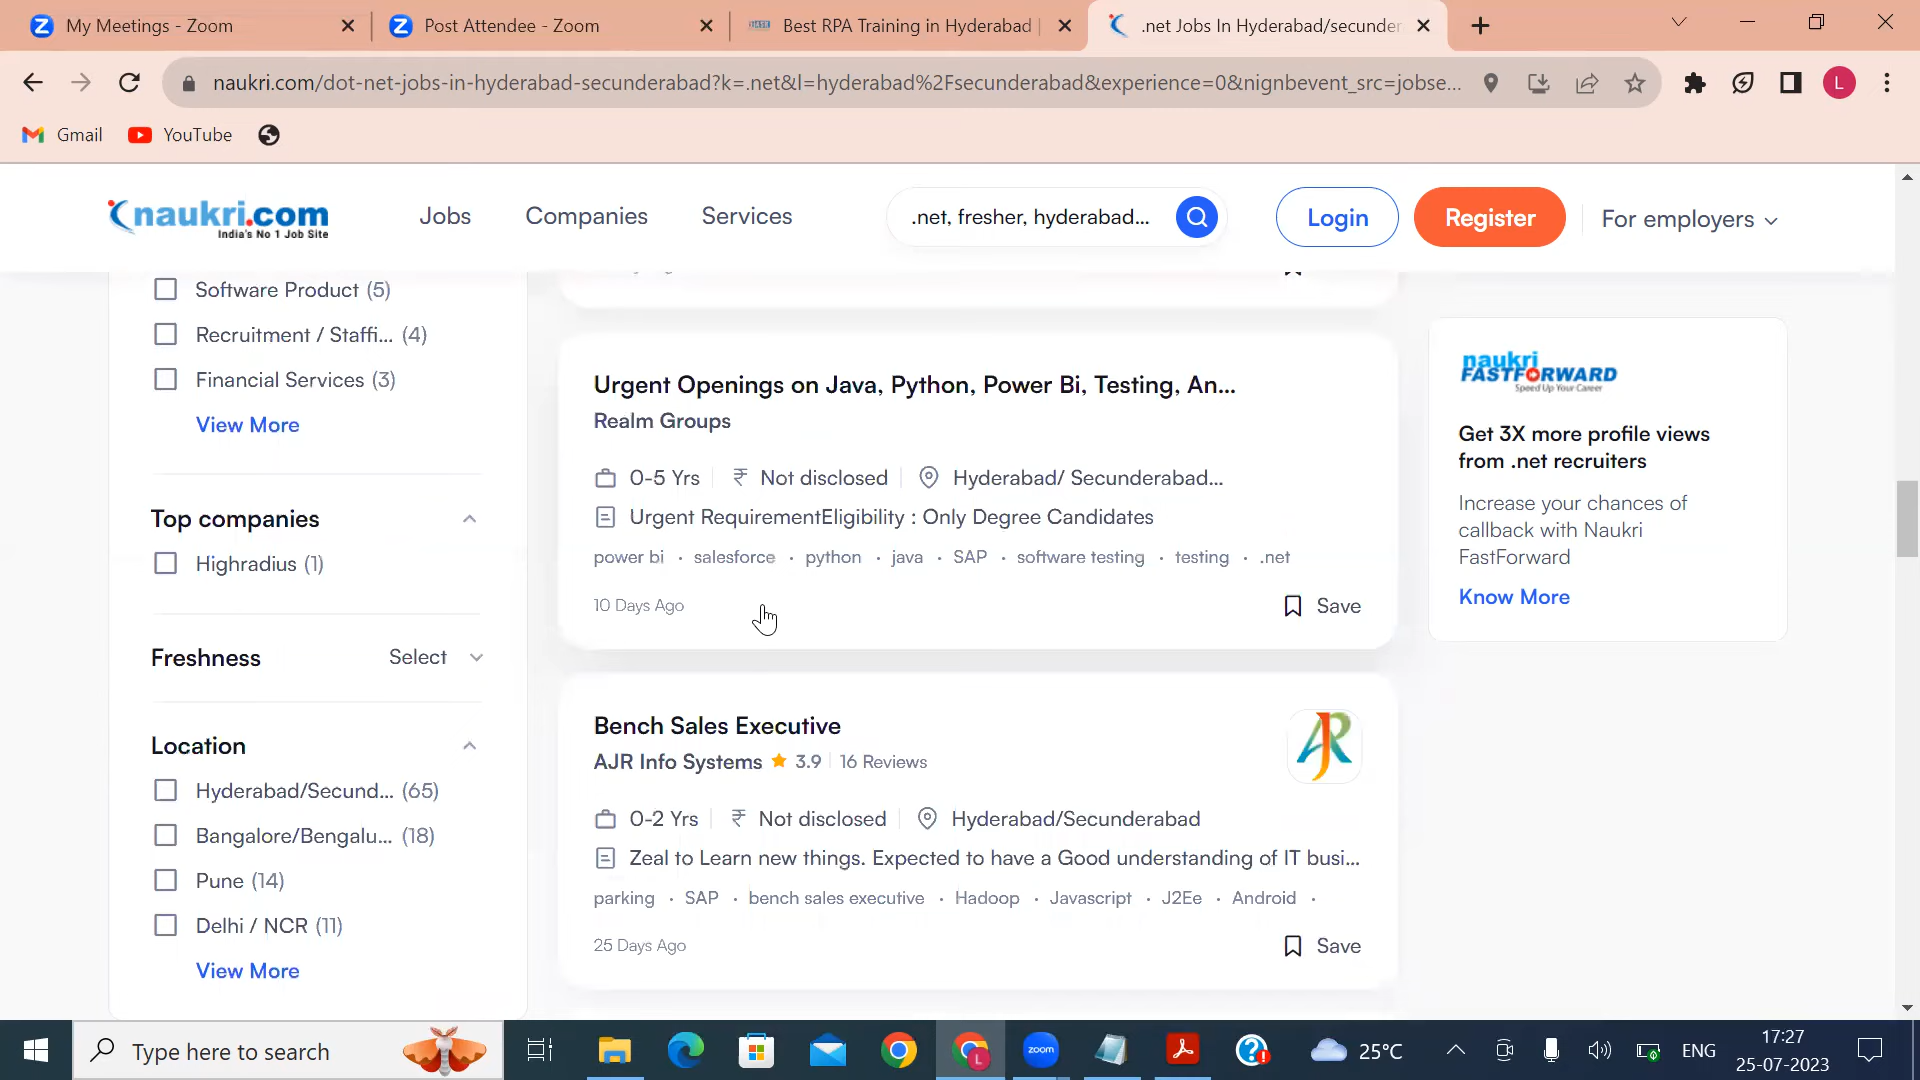 My Meetings - Zoom
Post Attendee - Zoom
Best RPA Training in Hyderabad |
.net Jobs In Hyderabad/secunder
naukri.com/dot-net-jobs-in-hyderabad-secunderabad?k=.net&l=hyderabad%2Fsecunderabad&experience=0&nignbevent_src=jobse...
L
Gmail
YouTube
naukri.com
India's No 1 Job Site
Jobs
Companies
Services
.net, fresher, hyderabad...
Login
Register
For employers
Software Product (5)
Recruitment / Staffi... (4)
Financial Services (3)
View More
Top companies
Highradius (1)
Freshness
Select
Location
Hyderabad/Secund... (65)
Bangalore/Bengalu... (18)
Pune (14)
Delhi / NCR (11)
View More
Urgent Openings on Java, Python, Power Bi, Testing, An...
Realm Groups
0-5 Yrs
₹ Not disclosed
Hyderabad/ Secunderabad...
Urgent RequirementEligibility : Only Degree Candidates
power bi · salesforce · python · java · SAP · software testing · testing · .net
10 Days Ago
Save
Bench Sales Executive
AJR Info Systems 3.9 16 Reviews
AJR
0-2 Yrs
₹ Not disclosed
Hyderabad/Secunderabad
Zeal to Learn new things. Expected to have a Good understanding of IT busi...
parking · SAP · bench sales executive · Hadoop · Javascript · J2Ee · Android ·
25 Days Ago
Save
naukri
FASTFORWARD
Speed Up Your Career
Get 3X more profile views
from .net recruiters
Increase your chances of
callback with Naukri
FastForward
Know More
Type here to search
L
zoom
25°C
ENG
17:27
25-07-2023